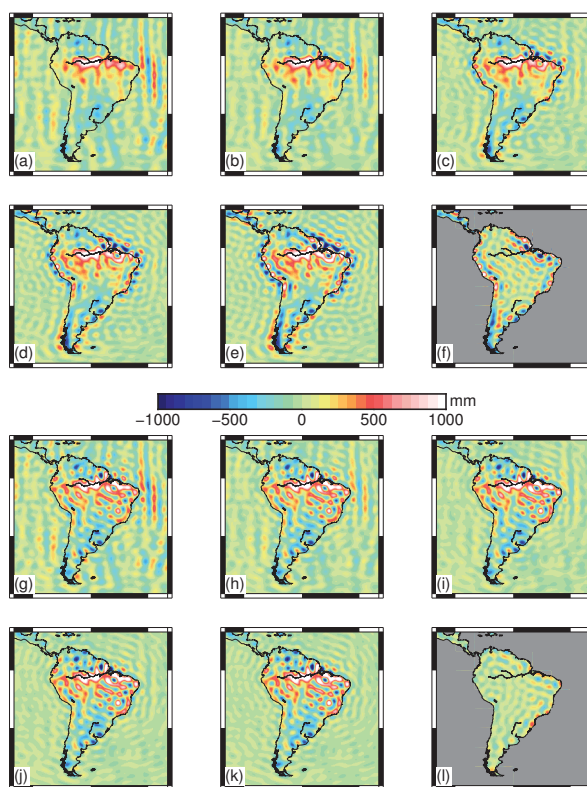 (a) (b) (c)
(d) (e) (f)
mm
−1000 −500 0 500 1000
(g) (h) (i)
(j) (k) (l)